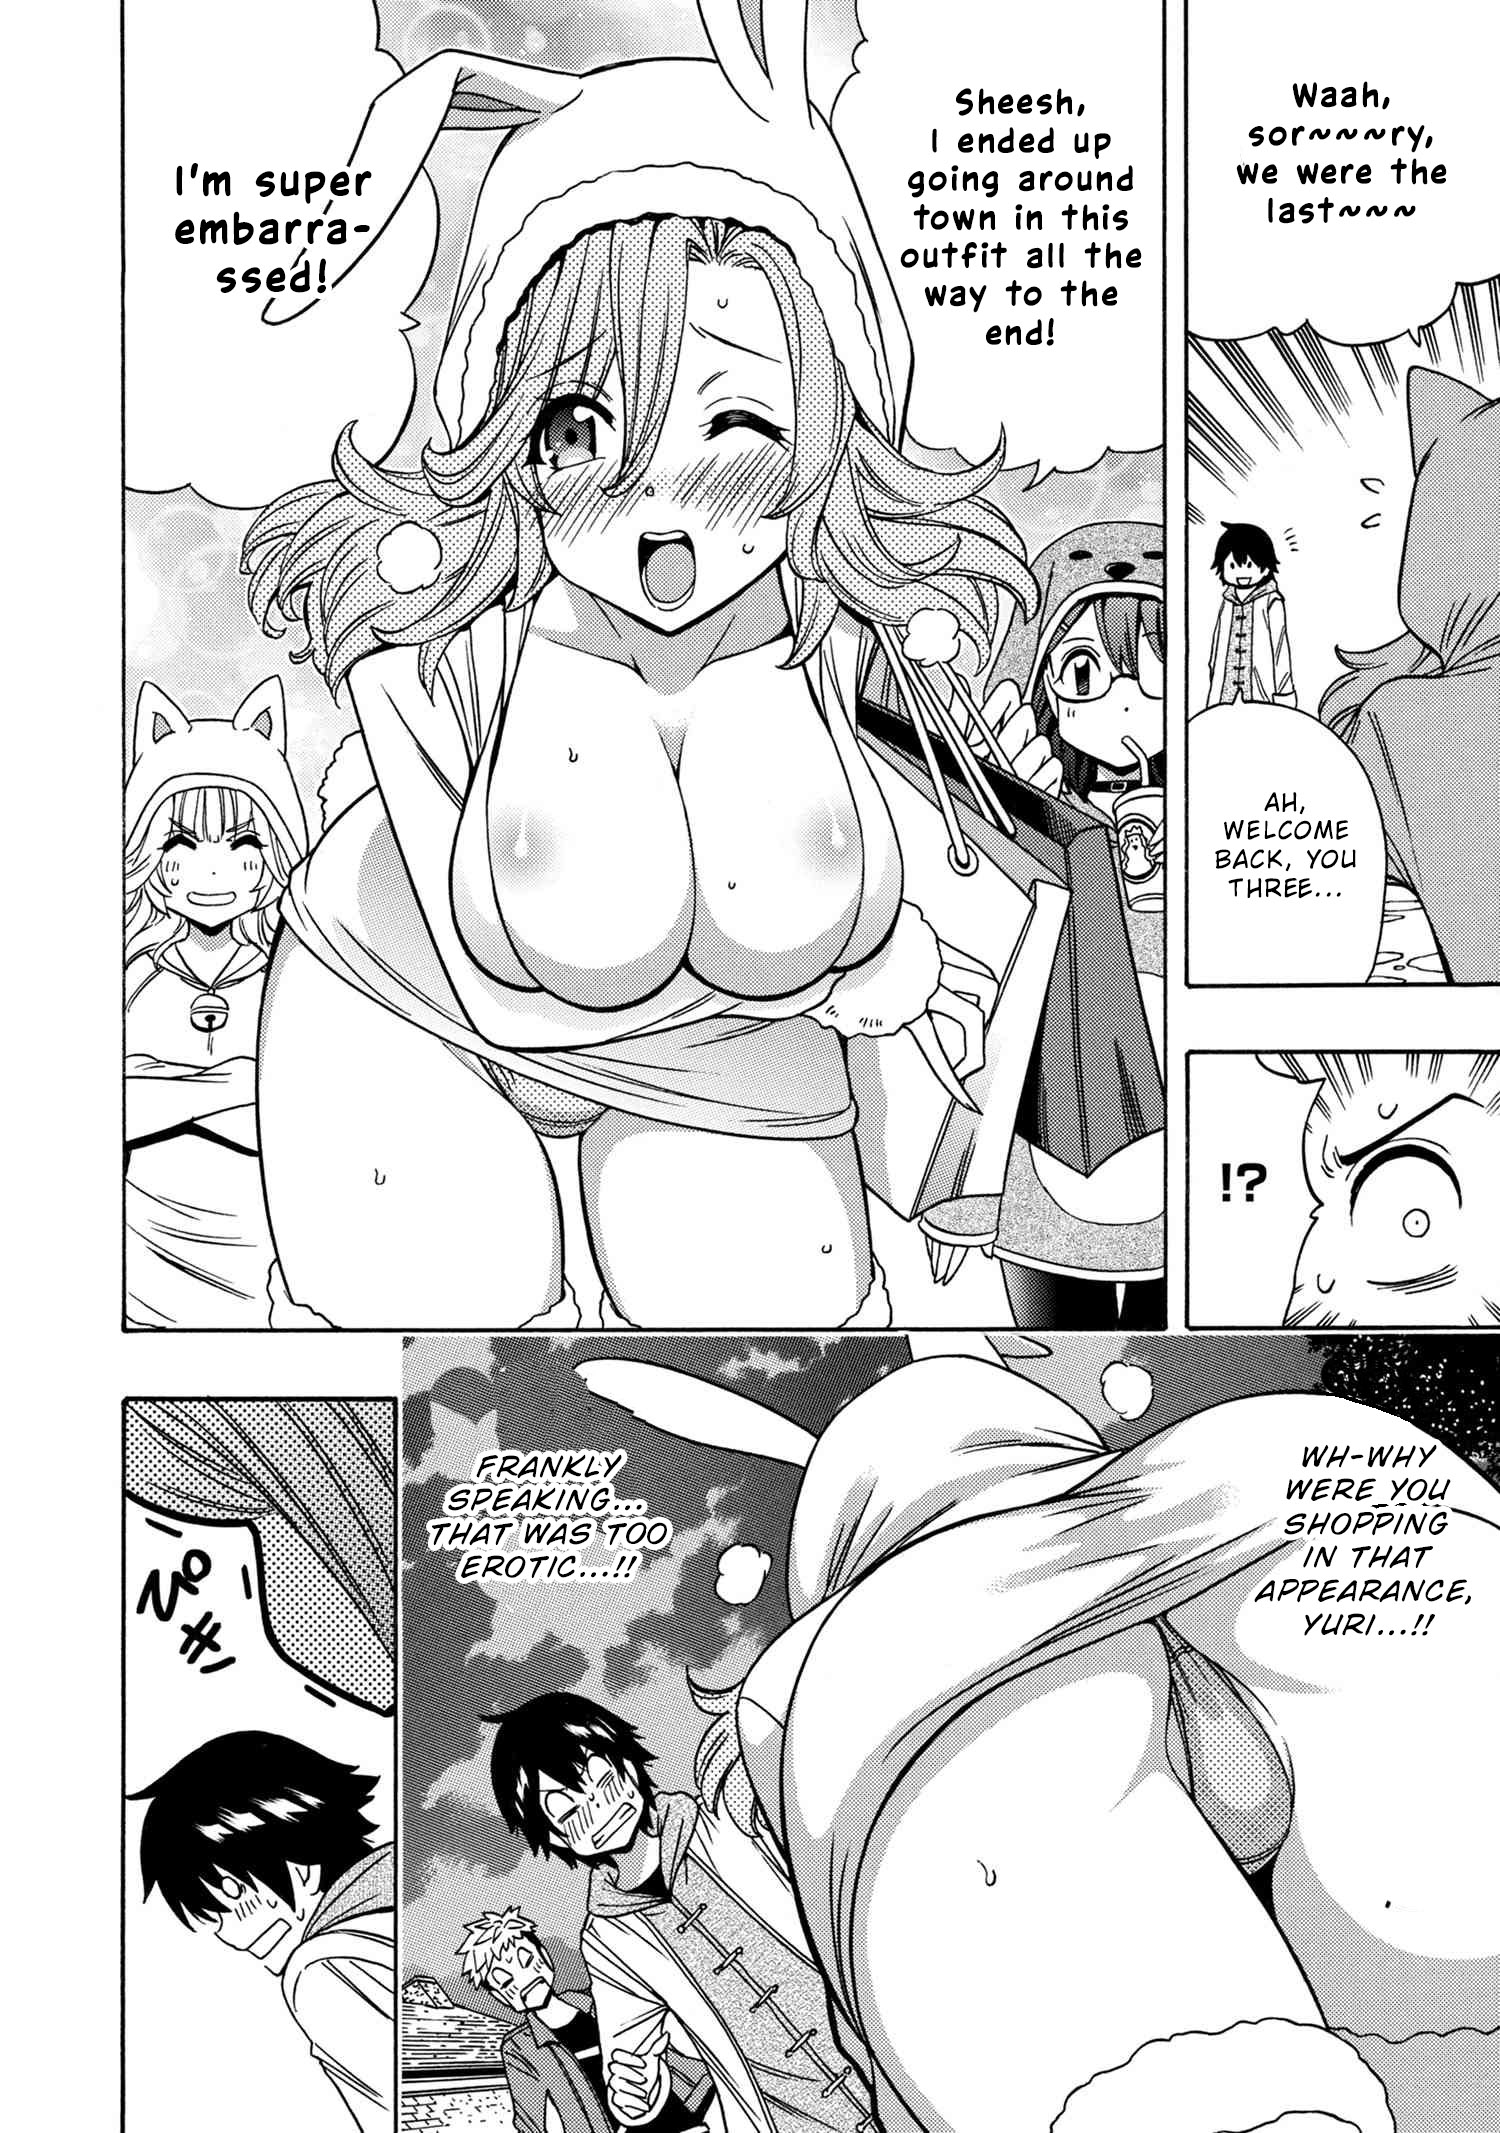 Waah,
sor~~~ry,
we were the
last~~~
AH,
WELCOME
BACK, YOU
THREE...
Sheesh,
I ended up
going around
town in this
outfit all the
way to the
end!
I'm super
embarra-
ssed!
!?
WH-WHY
WERE YOU
SHOPPING
IN THAT
APPEARANCE,
YURI...!!
FRANKLY
SPEAKING...
THAT WAS TOO
EROTIC...!!
ぴっ
キ